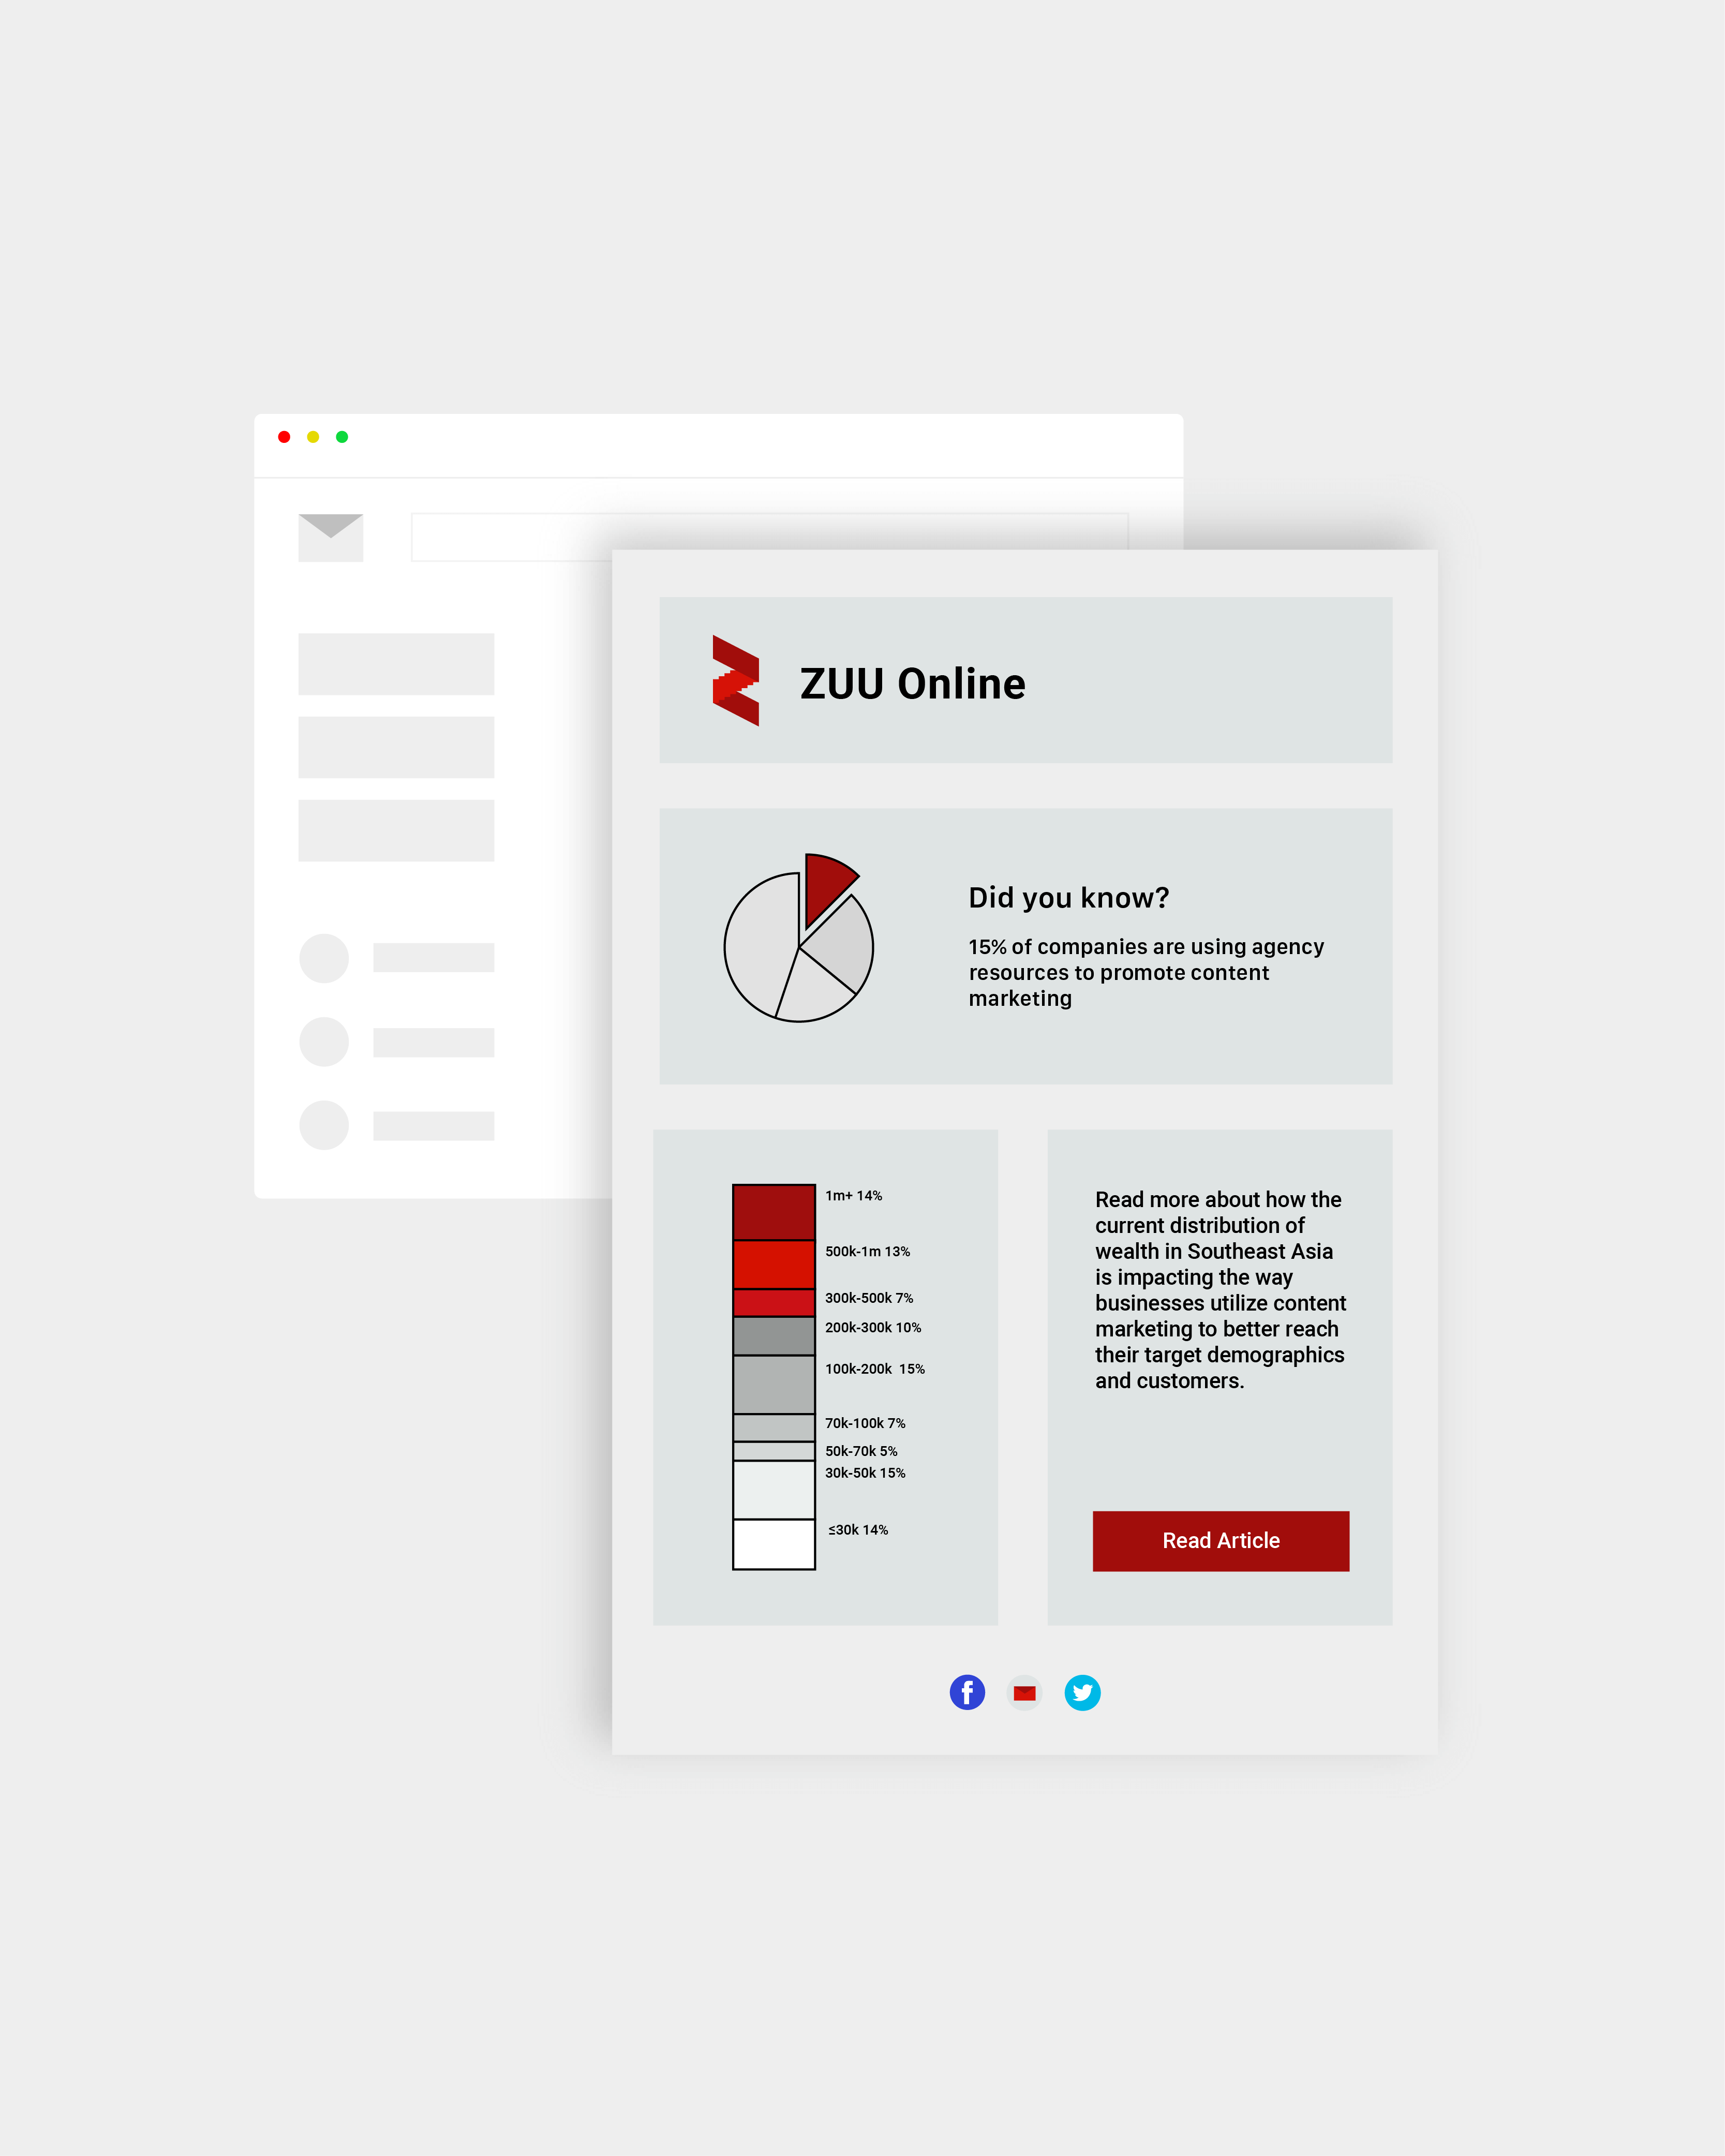 ZUU Online
Did you know?
15% of companies are using agency
resources to promote content
marketing
1m+ 14%
500k-1m 13%
300k-500k 7%
200k-300k 10%
100k-200k  15%
70k-100k 7%
50k-70k 5%
30k-50k 15%
≤30k 14%
Read more about how the
current distribution of
wealth in Southeast Asia
is impacting the way
businesses utilize content
marketing to better reach
their target demographics
and customers.
Read Article